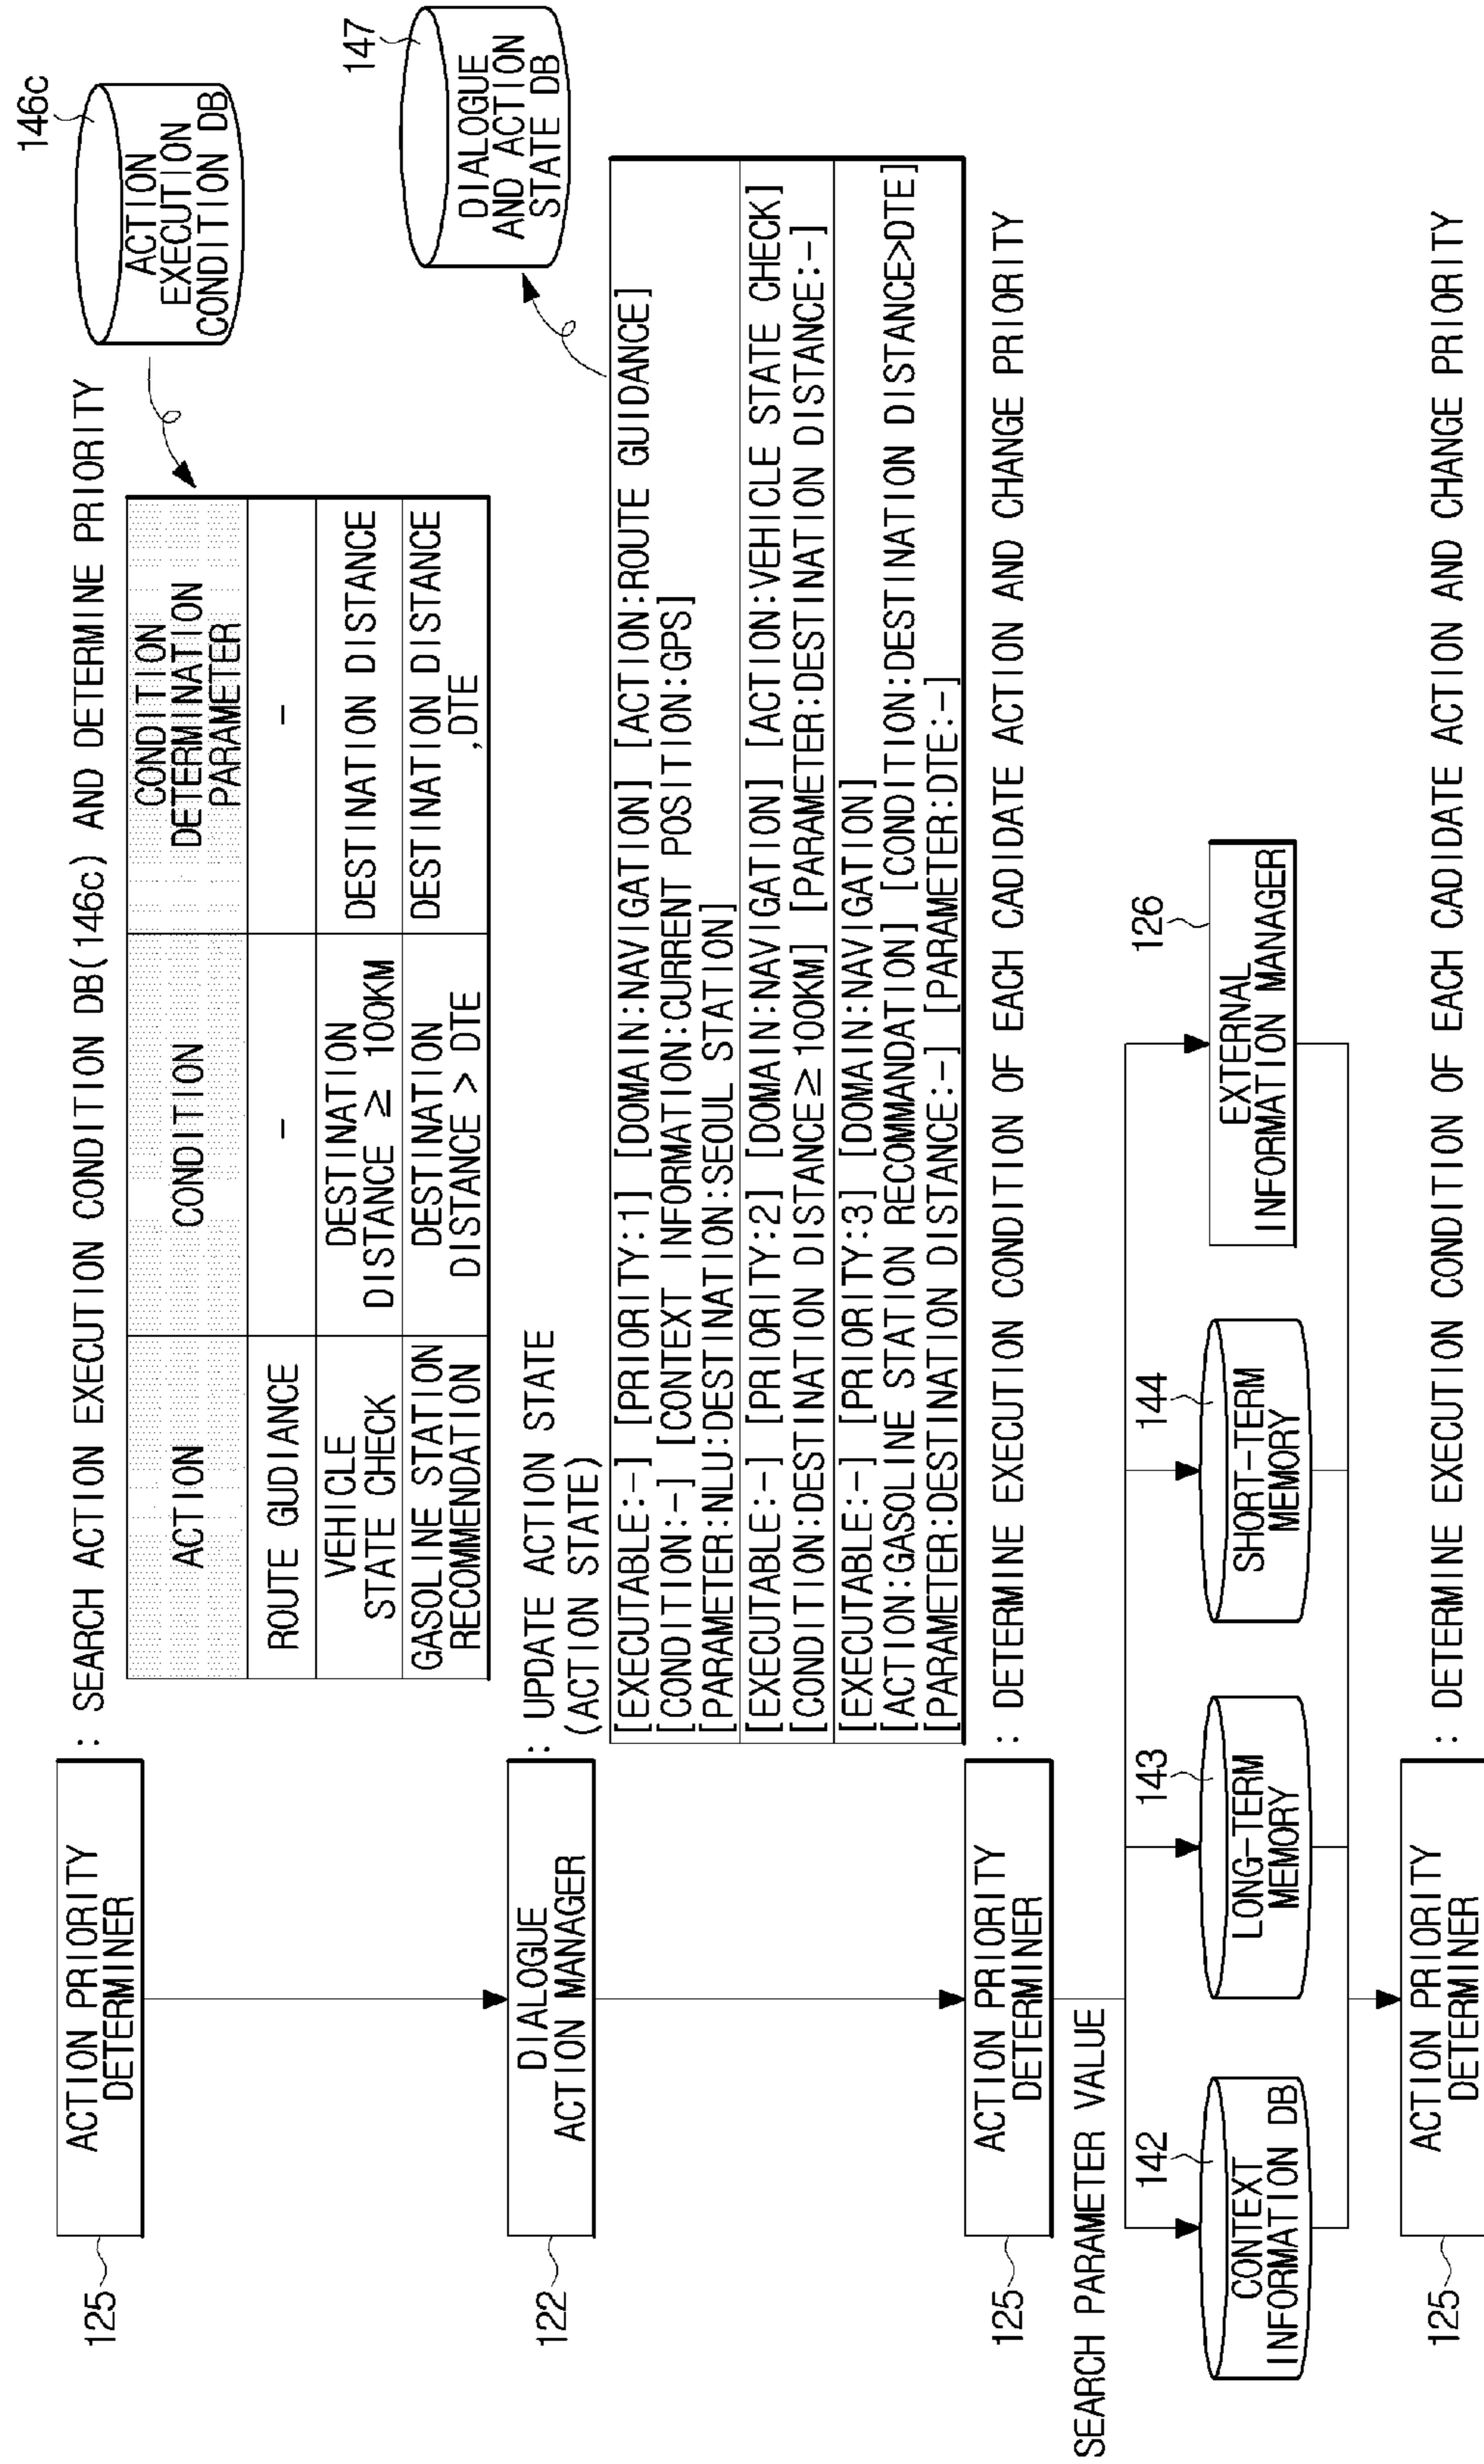 125
ACTION PRIORITY
DETERMINER
: SEARCH ACTION EXECUTION CONDITION DB(146c) AND DETERMINE PRIORITY
146c
ACTION
EXECUTION
CONDITION DB
ACTION
CONDITION
CONDITION
DETERMINATION
PARAMETER
ROUTE GUDIANCE
-
-
VEHICLE
STATE CHECK
DESTINATION
DISTANCE ≥ 100KM
DESTINATION DISTANCE
GASOLINE STATION
RECOMMENDATION
DESTINATION
DISTANCE > DTE
DESTINATION DISTANCE
,DTE
122
DIALOGUE
ACTION MANAGER
: UPDATE ACTION STATE
(ACTION STATE)
147
DIALOGUE
AND ACTION
STATE DB
[EXECUTABLE:-] [PRIORITY:1] [DOMAIN:NAVIGATION] [ACTION:ROUTE GUIDANCE]
[CONDITION:-] [CONTEXT INFORMATION:CURRENT POSITION:GPS]
[PARAMETER:NLU:DESTINATION:SEOUL STATION]
[EXECUTABLE:-] [PRIORITY:2] [DOMAIN:NAVIGATION] [ACTION:VEHICLE STATE CHECK]
[CONDITION:DESTINATION DISTANCE≥100KM] [PARAMETER:DESTINATION DISTANCE:-]
[EXECUTABLE:-] [PRIORITY:3] [DOMAIN:NAVIGATION]
[ACTION:GASOLINE STATION RECOMMANDATION] [CONDITION:DESTINATION DISTANCE>DTE]
[PARAMETER:DESTINATION DISTANCE:-] [PARAMETER:DTE:-]
125
ACTION PRIORITY
DETERMINER
: DETERMINE EXECUTION CONDITION OF EACH CADIDATE ACTION AND CHANGE PRIORITY
SEARCH PARAMETER VALUE
142
CONTEXT
INFORMATION DB
143
LONG-TERM
MEMORY
144
SHORT-TERM
MEMORY
126
EXTERNAL
INFORMATION MANAGER
125
ACTION PRIORITY
DETERMINER
: DETERMINE EXECUTION CONDITION OF EACH CADIDATE ACTION AND CHANGE PRIORITY